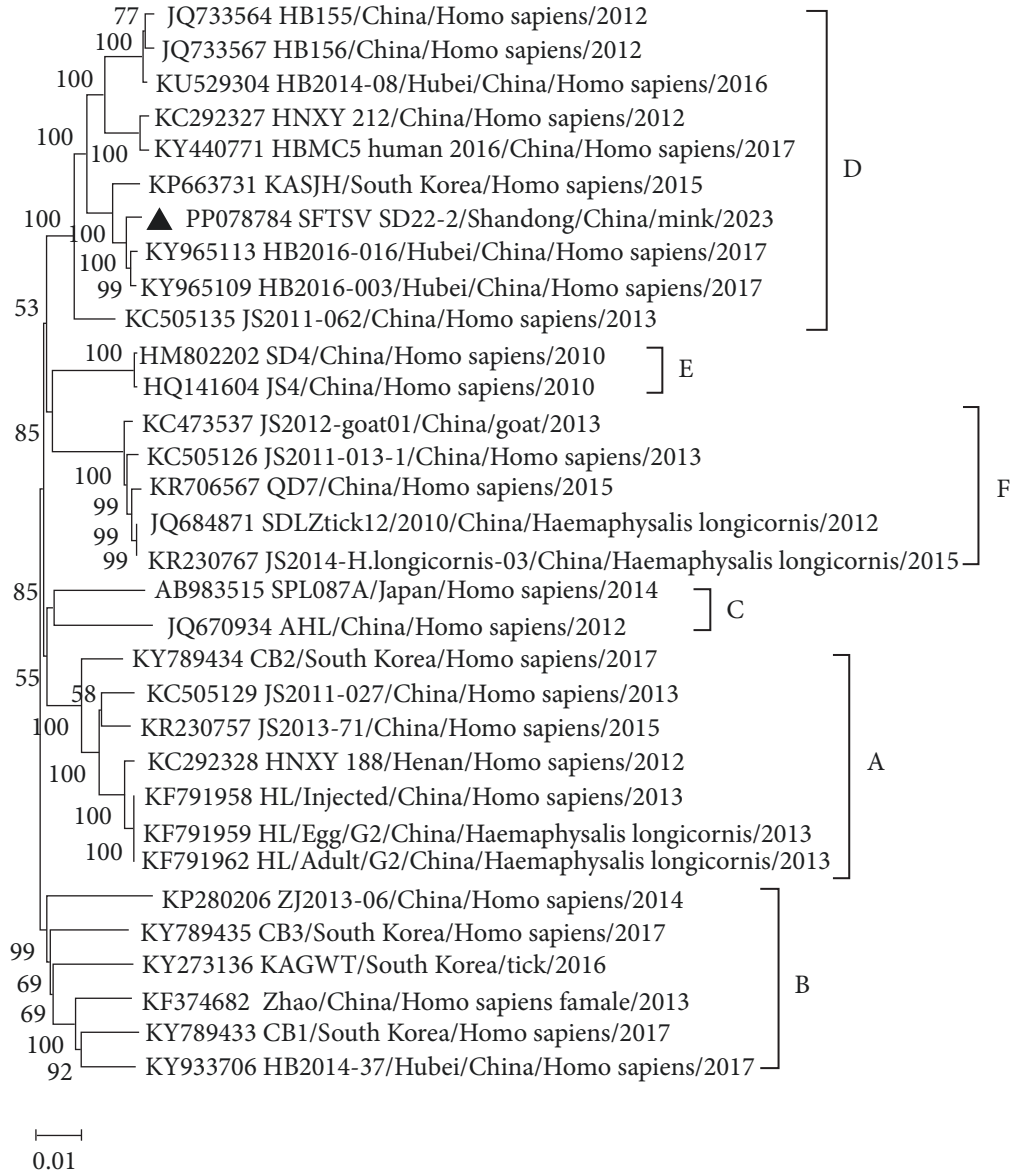 77
JQ733564 HB155/China/Homo sapiens/2012
100
JQ733567 HB156/China/Homo sapiens/2012
100
KU529304 HB2014-08/Hubei/China/Homo sapiens/2016
KC292327 HNXY 212/China/Homo sapiens/2012
100
100
KY440771 HBMC5 human 2016/China/Homo sapiens/2017
D
KP663731 KASJH/South Korea/Homo sapiens/2015
100
PP078784 SFTSV SD22-2/Shandong/China/mink/2023
100
KY965113 HB2016-016/Hubei/China/Homo sapiens/2017
100
99
KY965109 HB2016-003/Hubei/China/Homo sapiens/2017
53
KC505135 JS2011-062/China/Homo sapiens/2013
100
HM802202 SD4/China/Homo sapiens/2010
E
HQ141604 JS4/China/Homo sapiens/2010
KC473537 JS2012-goat01/China/goat/2013
85
KC505126 JS2011-013-1/China/Homo sapiens/2013
100
KR706567 QD7/China/Homo sapiens/2015
F
99
JQ684871 SDLZtick12/2010/China/Haemaphysalis longicornis/2012
99
99
KR230767 JS2014-H.longicornis-03/China/Haemaphysalis longicornis/2015
85
AB983515 SPL087A/Japan/Homo sapiens/2014
C
JQ670934 AHL/China/Homo sapiens/2012
KY789434 CB2/South Korea/Homo sapiens/2017
55
58
KC505129 JS2011-027/China/Homo sapiens/2013
100
KR230757 JS2013-71/China/Homo sapiens/2015
KC292328 HNXY 188/Henan/China/Homo sapiens/2012
A
100
KF791958 HL/Injected/China/Homo sapiens/2013
100
KF791959 HL/Egg/G2/China/Haemaphysalis longicornis/2013
100
KF791962 HL/Adult/G2/China/Haemaphysalis longicornis/2013
KP280206 ZJ2013-06/China/Homo sapiens/2014
KY789435 CB3/South Korea/Homo sapiens/2017
99
KY273136 KAGWT/South Korea/tick/2016
69
B
KF374682 Zhao/China/Homo sapiens famale/2013
69
KY789433 CB1/South Korea/Homo sapiens/2017
100
KY933706 HB2014-37/Hubei/China/Homo sapiens/2017
92
0.01